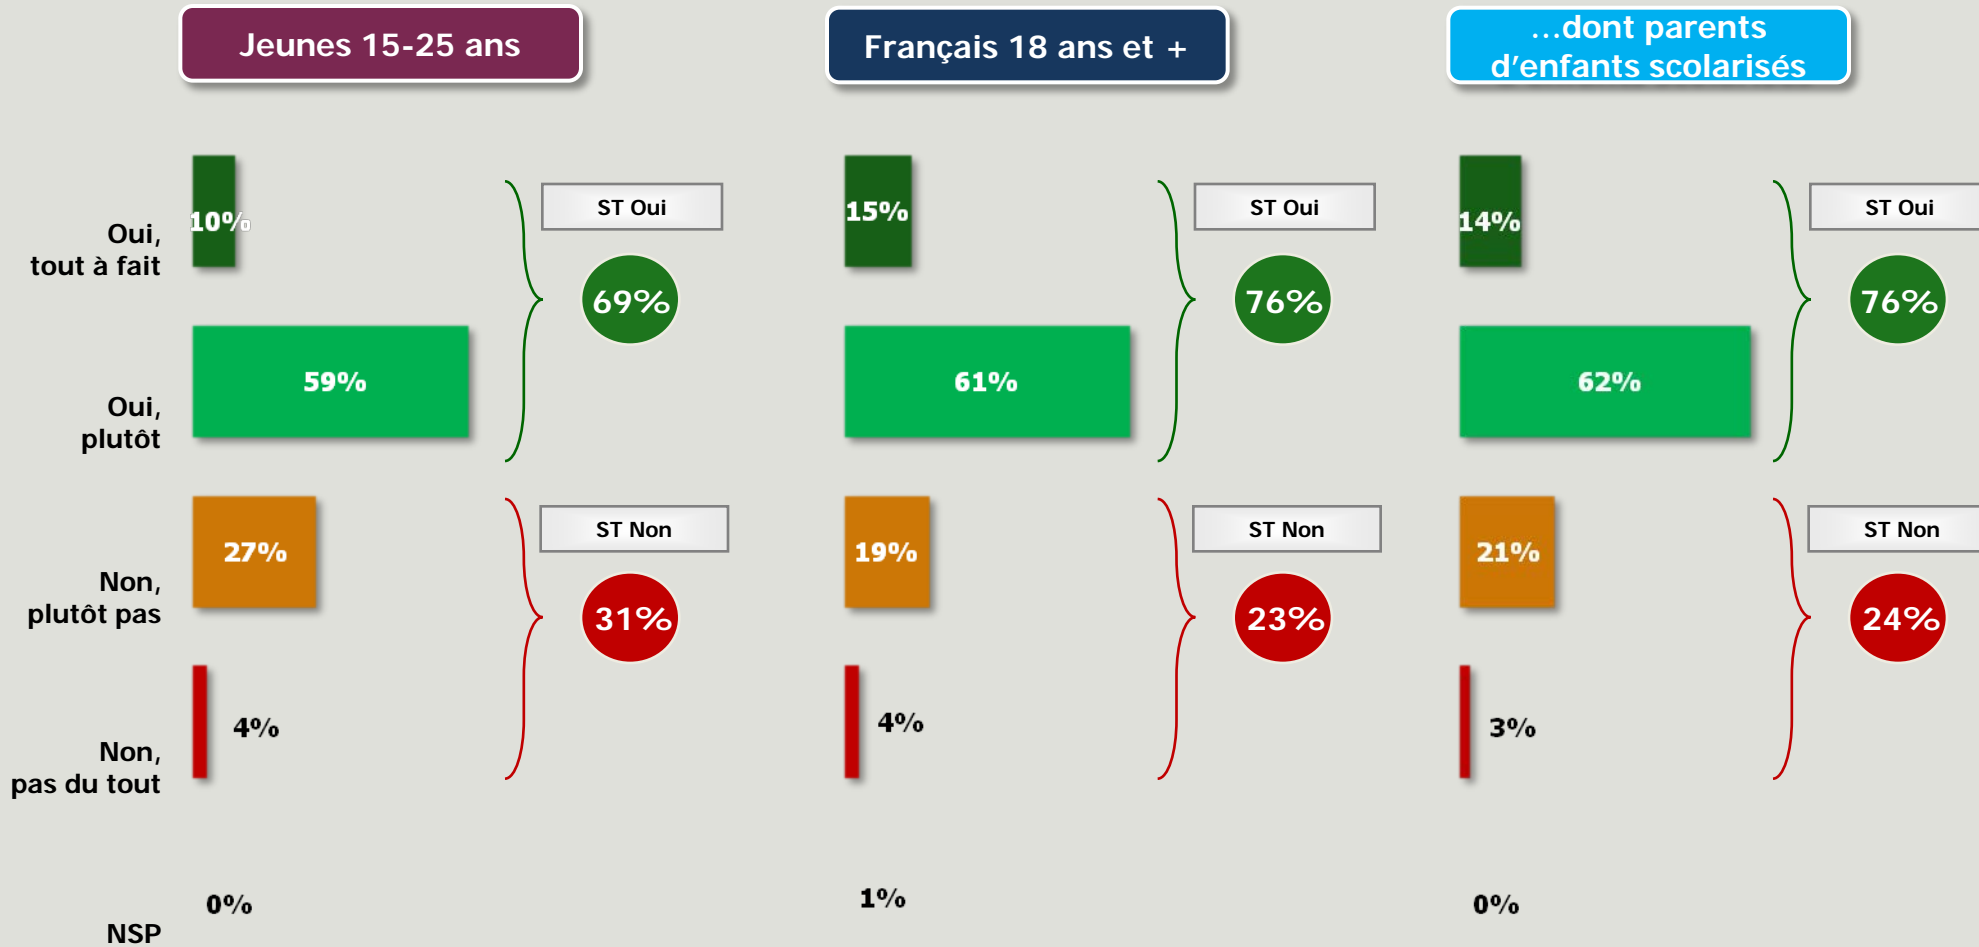 Jeunes 15-25 ans
Français 18 ans et +
...dont parents
d'enfants scolarisés
Oui,
tout à fait
10%
ST Oui
69%
15%
ST Oui
76%
14%
ST Oui
76%
Oui,
plutôt
59%
61%
62%
Non,
plutôt pas
27%
ST Non
31%
19%
ST Non
23%
21%
ST Non
24%
Non,
pas du tout
4%
4%
3%
NSP
0%
1%
0%